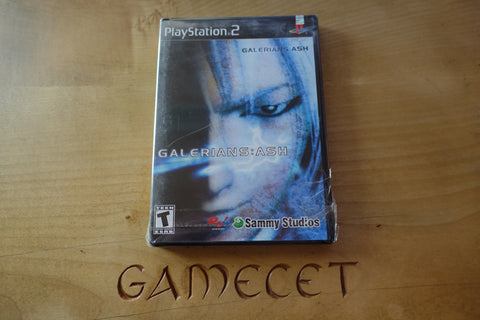 PlayStation 2
GALERIANS:ASH
GALERIANS:ASH
TEEN
T
Sammy Studios
GAMECET